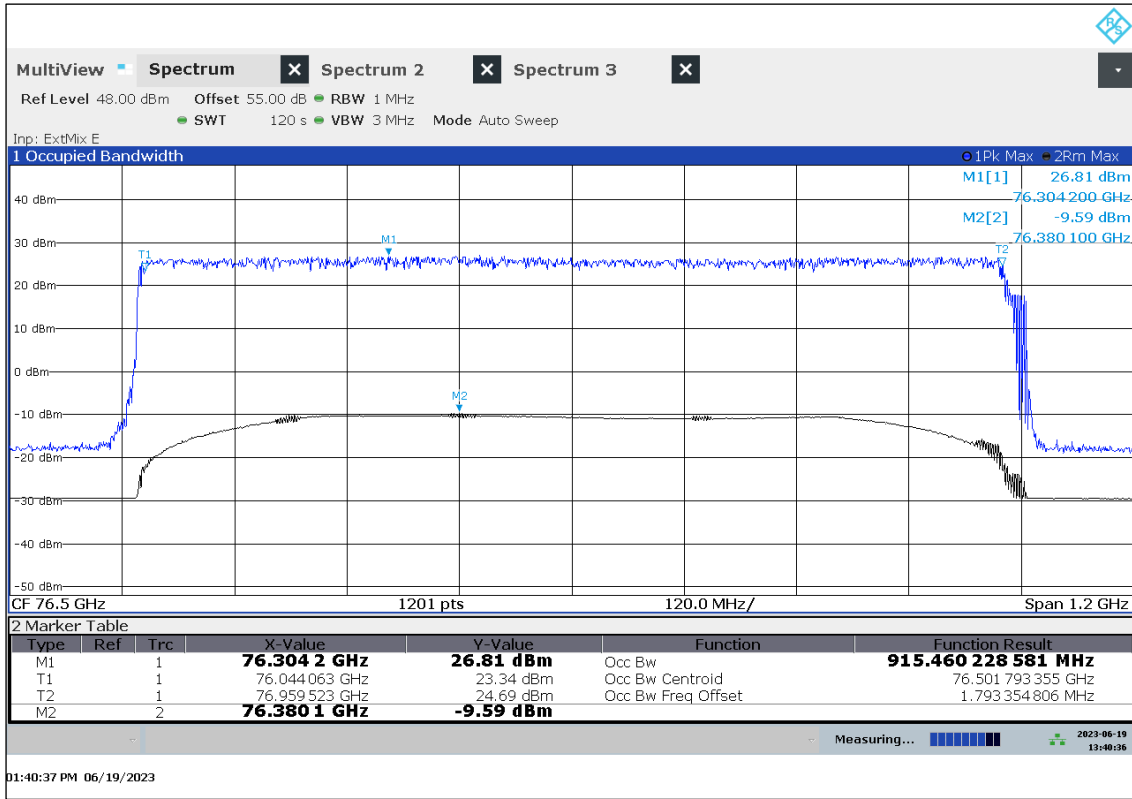 R&S
MultiView Spectrum Spectrum 2 Spectrum 3
Ref Level 48.00 dBm Offset 55.00 dB RBW 1 MHz
SWT 120 s VBW 3 MHz Mode Auto Sweep
Inp: ExtMix E
1 Occupied Bandwidth 1Pk Max 2Rm Max
M1[1] 26.81 dBm
76.304200 GHz
M2[2] -9.59 dBm
76.380100 GHz
40 dBm
30 dBm
M1
T1
T2
20 dBm
10 dBm
0 dBm
M2
-10 dBm
-20 dBm
-30 dBm
-40 dBm
-50 dBm
CF 76.5 GHz 1201 pts 120.0 MHz/ Span 1.2 GHz
2 Marker Table
Type Ref Trc X-Value Y-Value Function Function Result
M1 1 76.304 2 GHz 26.81 dBm Occ Bw 915.460 228 581 MHz
T1 1 76.044 063 GHz 23.34 dBm Occ Bw Centroid 76.501 793 355 GHz
T2 1 76.959 523 GHz 24.69 dBm Occ Bw Freq Offset 1.793 354 806 MHz
M2 2 76.380 1 GHz -9.59 dBm
Measuring... 2023-06-19
13:40:36
01:40:37 PM 06/19/2023